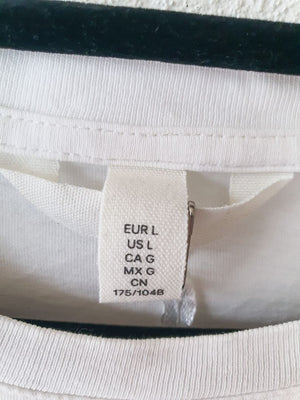 EUR L
US L
CA G
MX G
CN
175/104B